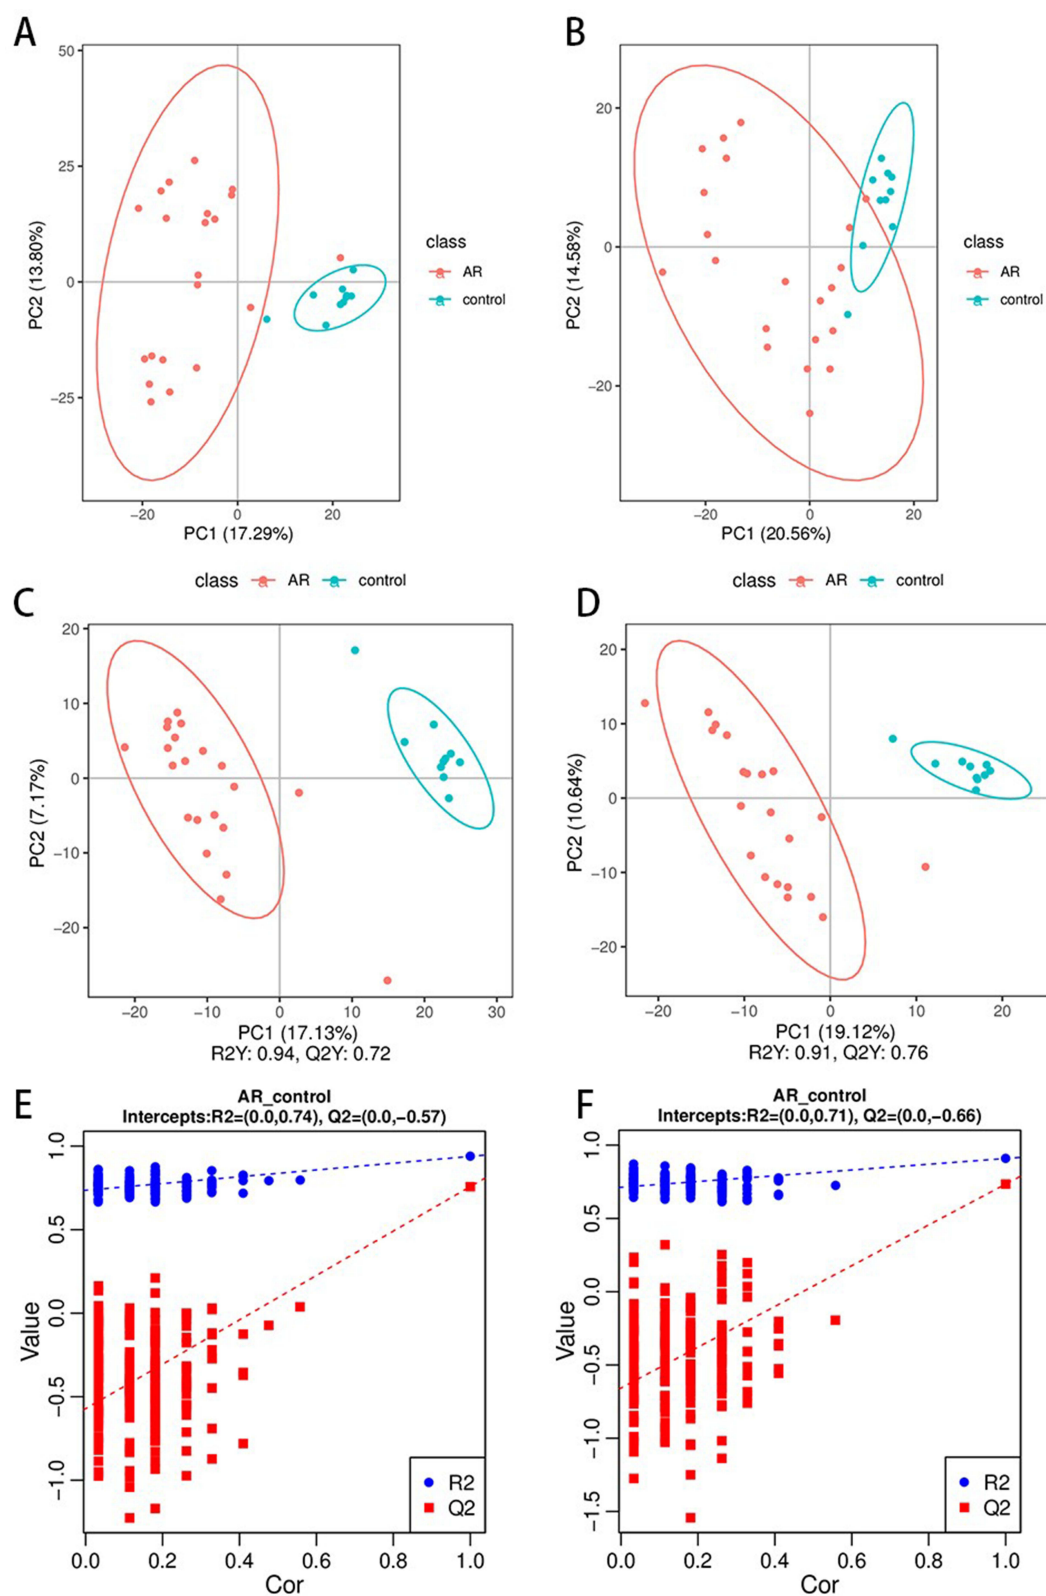 A
B
50
25
0
−25
PC2 (13.80%)
−20
0
20
PC1 (17.29%)
class
AR
control
20
0
−20
PC2 (14.58%)
−20
0
20
PC1 (20.56%)
class
AR
control
class AR control
class AR control
C
D
20
10
0
−10
−20
PC2 (7.17%)
−20 −10 0 10 20 30
PC1 (17.13%)
R2Y: 0.94, Q2Y: 0.72
20
10
0
−10
−20
PC2 (10.64%)
−20 −10 0 10 20
PC1 (19.12%)
R2Y: 0.91, Q2Y: 0.76
E
AR_control
Intercepts:R2=(0.0,0.74), Q2=(0.0,−0.57)
1.0
0.5
0.0
−0.5
−1.0
Value
R2
Q2
0.0 0.2 0.4 0.6 0.8 1.0
Cor
F
AR_control
Intercepts:R2=(0.0,0.71), Q2=(0.0,−0.66)
1.0
0.5
0.0
−0.5
−1.0
−1.5
Value
R2
Q2
0.0 0.2 0.4 0.6 0.8 1.0
Cor